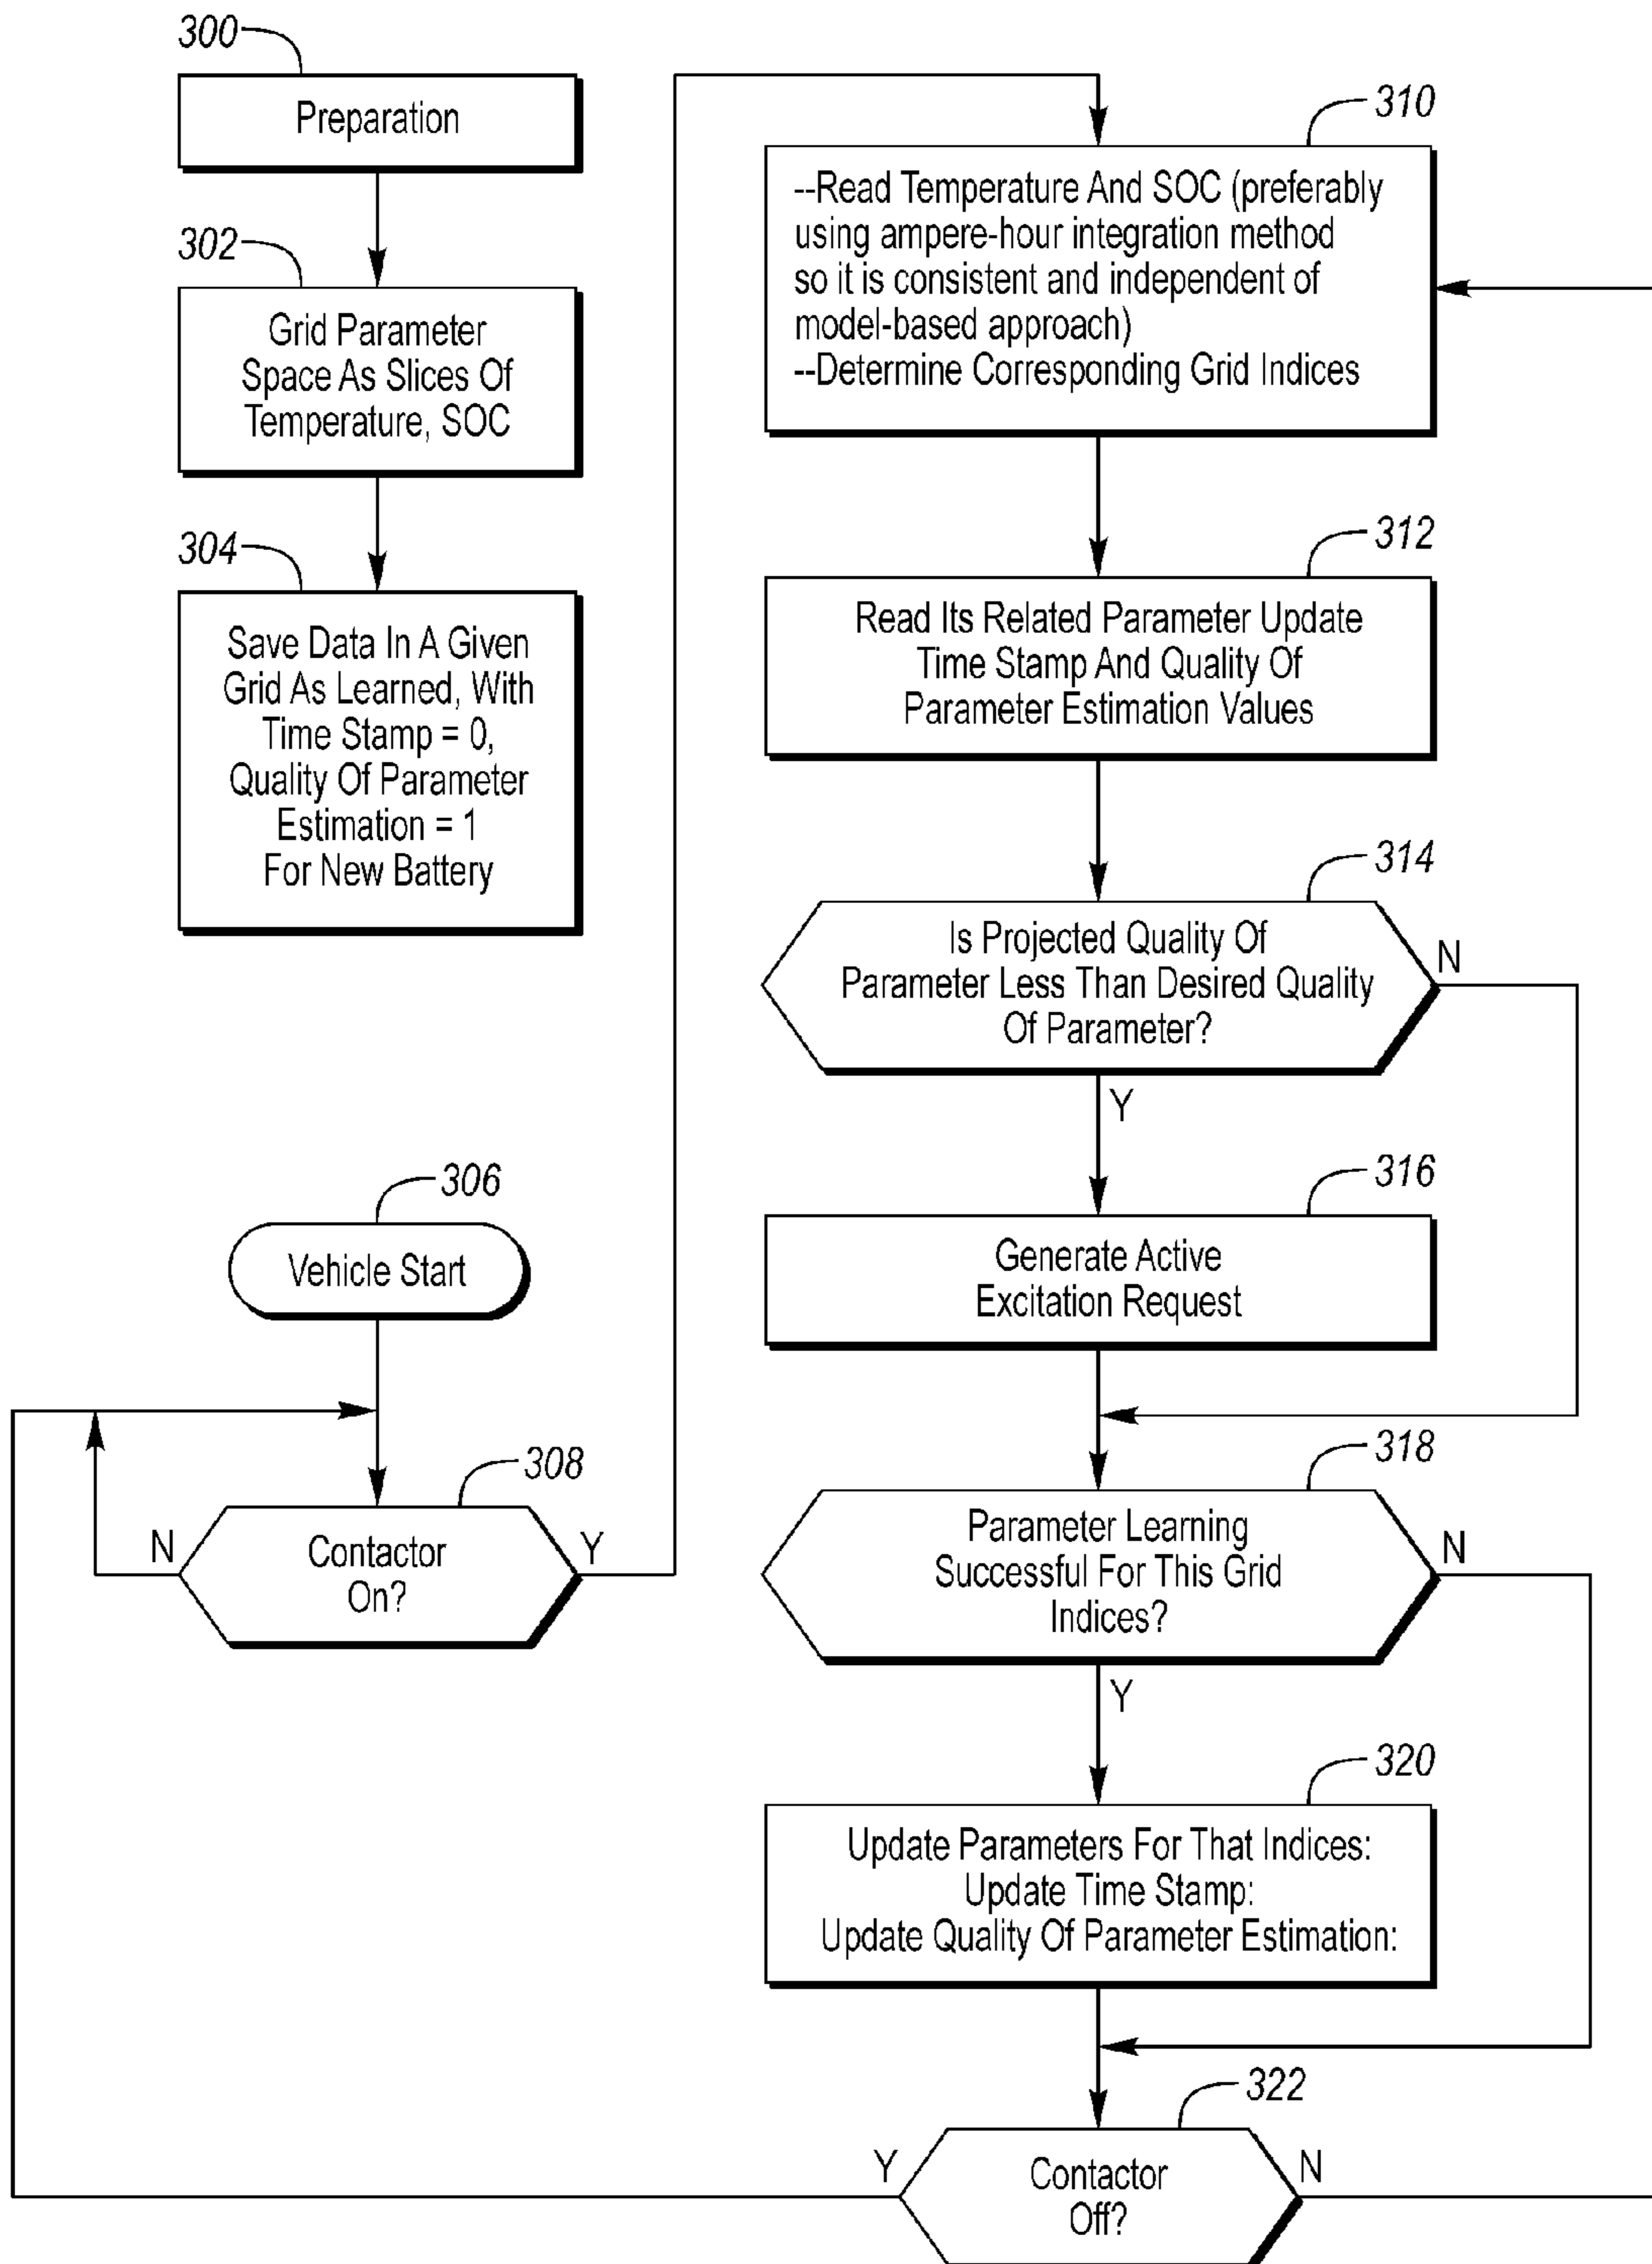 300
Preparation
302
Grid Parameter
Space As Slices Of
Temperature, SOC
304
Save Data In A Given
Grid As Learned, With
Time Stamp = 0,
Quality Of Parameter
Estimation = 1
For New Battery
306
Vehicle Start
308
Contactor
On?
N
Y
310
--Read Temperature And SOC (preferably
using ampere-hour integration method
so it is consistent and independent of
model-based approach)
--Determine Corresponding Grid Indices
312
Read Its Related Parameter Update
Time Stamp And Quality Of
Parameter Estimation Values
314
Is Projected Quality Of
Parameter Less Than Desired Quality
Of Parameter?
N
Y
316
Generate Active
Excitation Request
318
Parameter Learning
Successful For This Grid
Indices?
N
Y
320
Update Parameters For That Indices:
Update Time Stamp:
Update Quality Of Parameter Estimation:
322
Contactor
Off?
Y
N